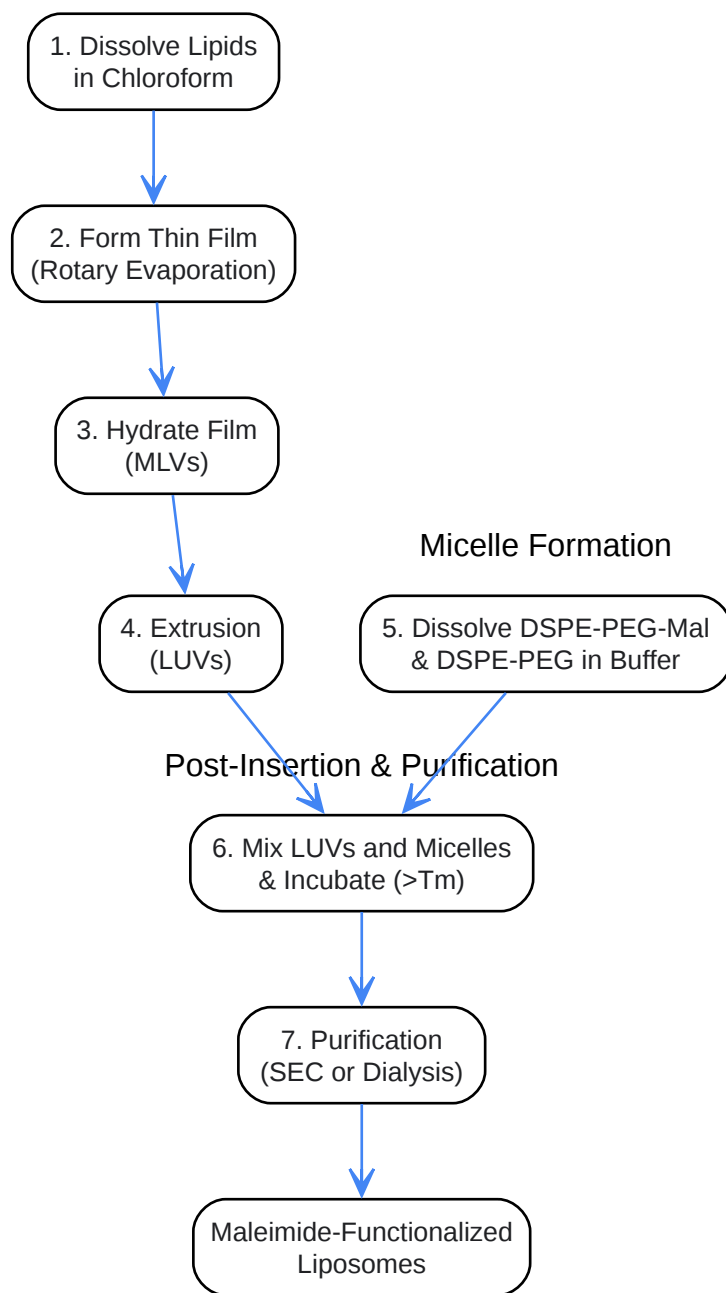 1. Dissolve Lipids
in Chloroform
2. Form Thin Film
(Rotary Evaporation)
3. Hydrate Film
(MLVs)
4. Extrusion
(LUVs)
Micelle Formation
5. Dissolve DSPE-PEG-Mal
& DSPE-PEG in Buffer
Post-Insertion & Purification
6. Mix LUVs and Micelles
& Incubate (>Tm)
7. Purification
(SEC or Dialysis)
Maleimide-Functionalized
Liposomes